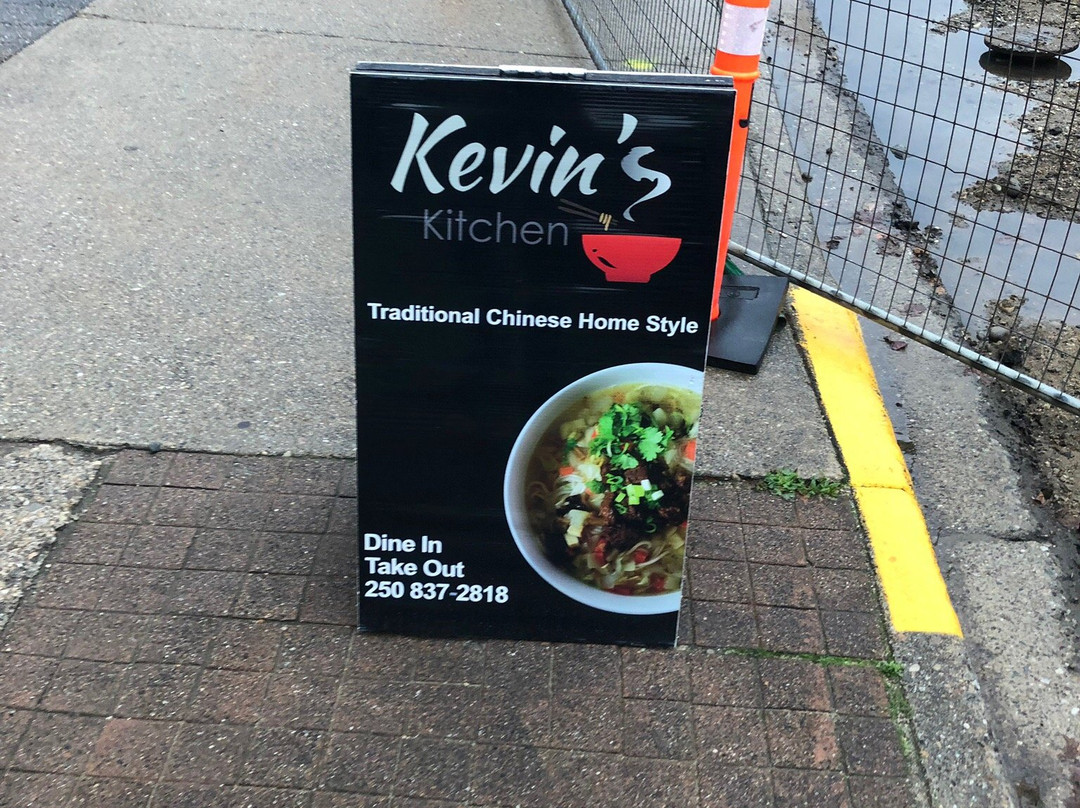 Kevin's
Kitchen
Traditional Chinese Home Style
Dine In
Take Out
250 837-2818